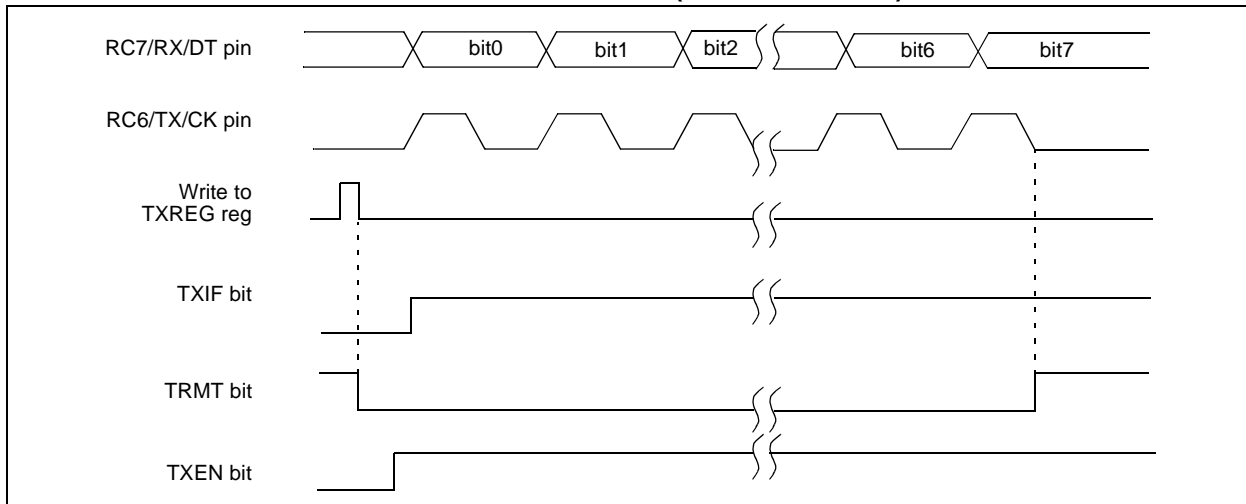 RC7/RX/DT pin
bit0 bit1 bit2 bit6 bit7
RC6/TX/CK pin
Write to
TXREG reg
TXIF bit
TRMT bit
TXEN bit